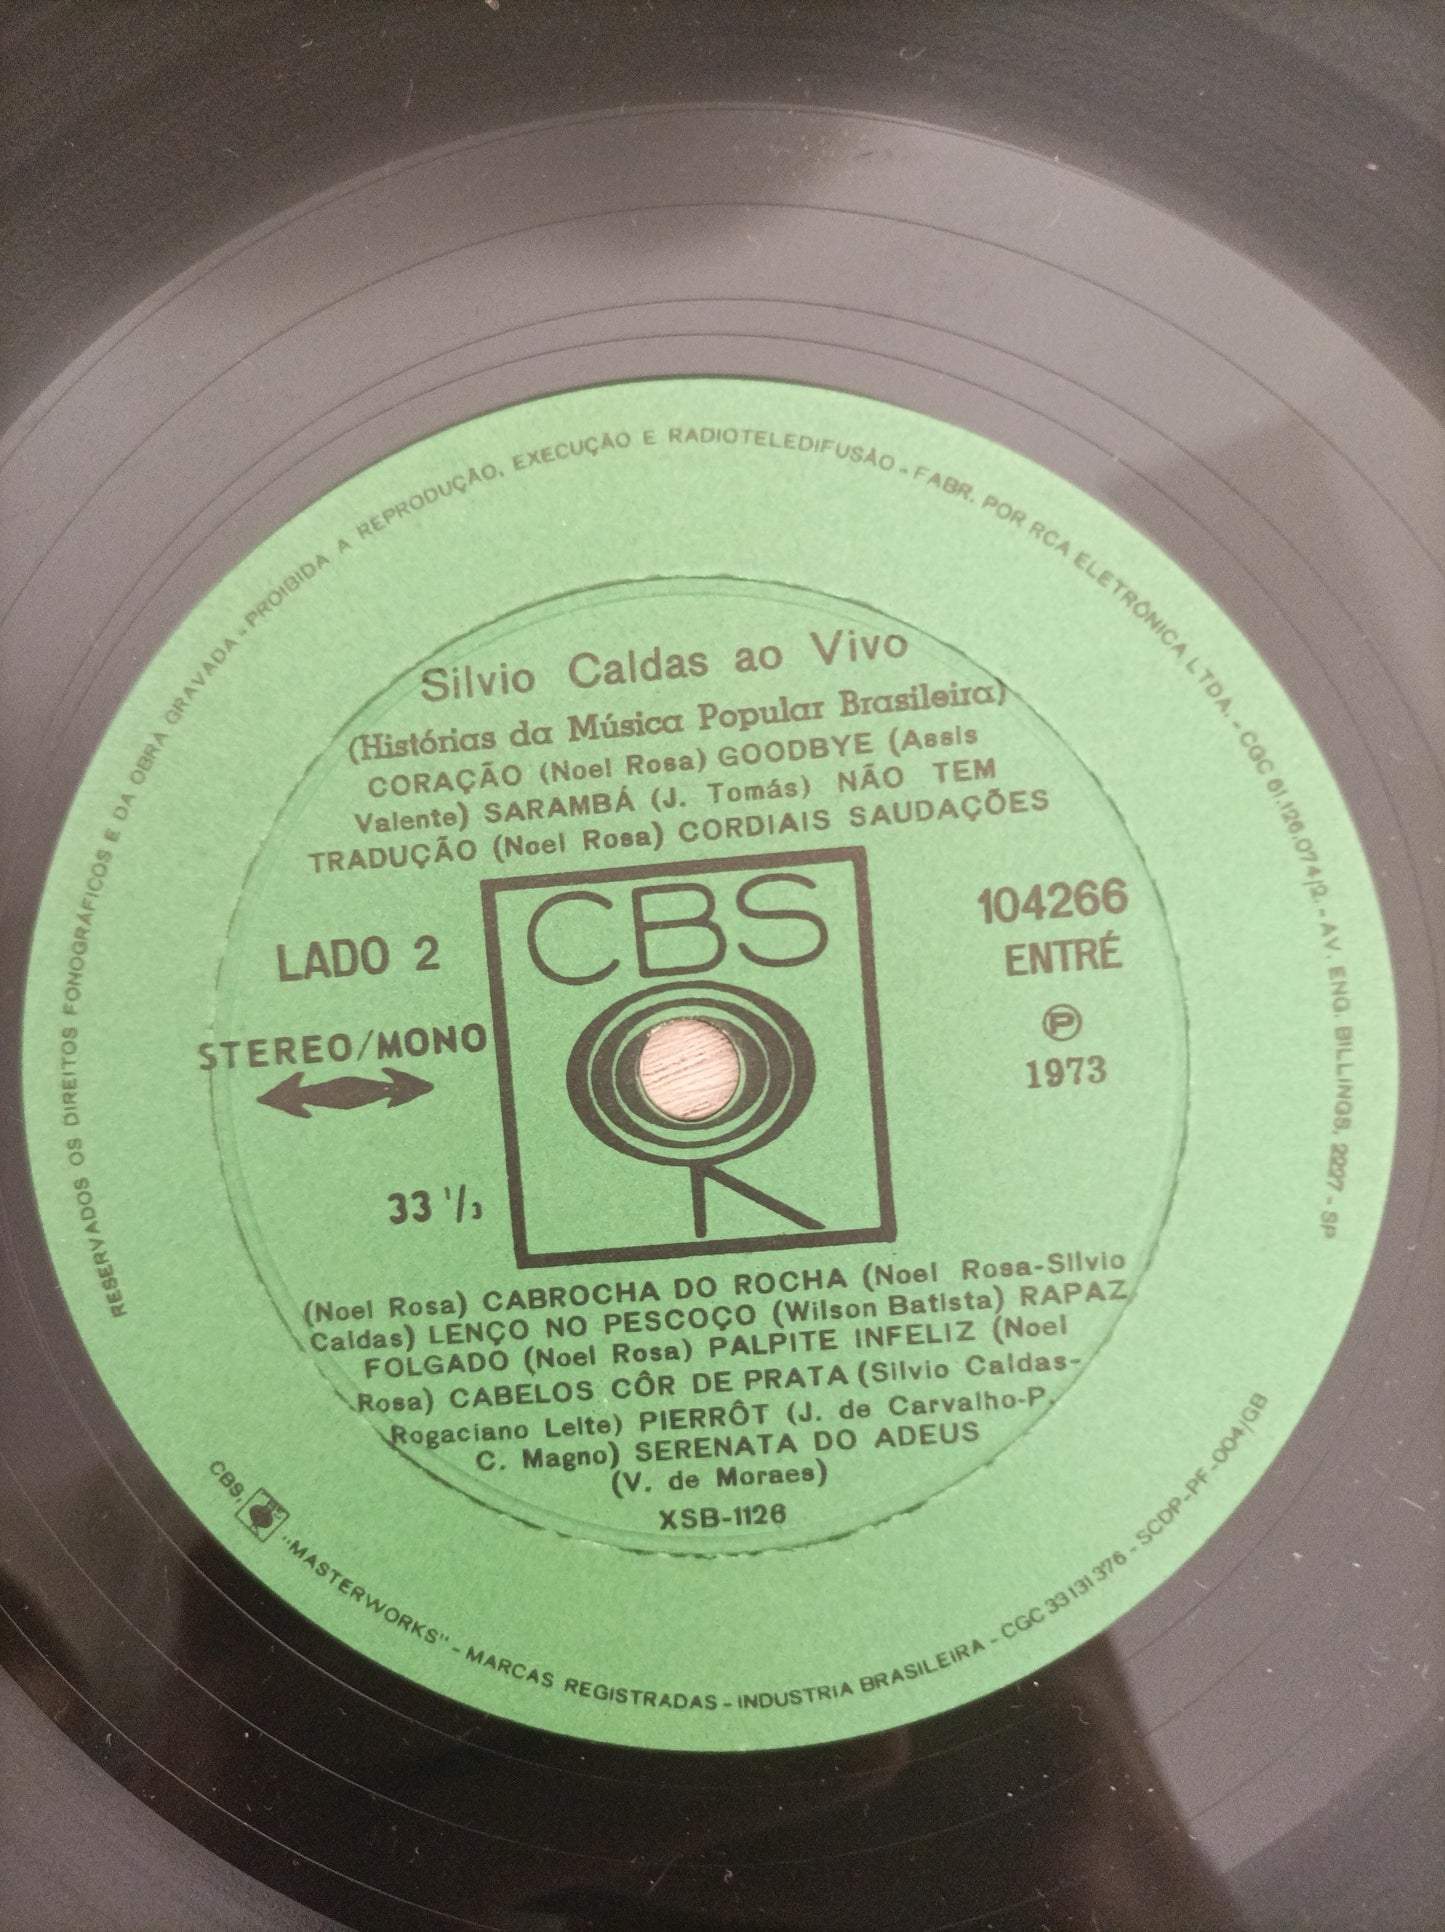 RESERVADOS OS DIREITOS FONOGRÁFICOS E DA OBRA GRAVADA - PROIBIDA A REPRODUÇÃO, EXECUÇÃO E RADIOTELEDIFUSÃO - FABR. POR RCA ELETRÔNICA LTDA. - CGC 61.126.074/2. - AV. ENG. BILLINGS, 2227 - SP
Silvio Caldas ao Vivo
(Histórias da Música Popular Brasileira)
CORAÇÃO (Noel Rosa) GOODBYE (Assis
Valente) SARAMBÁ (J. Tomás) NÃO TEM
TRADUÇÃO (Noel Rosa) CORDIAIS SAUDAÇÕES
CBS
LADO 2
104266
ENTRÉ
STEREO/MONO
Ⓟ
1973
33 1/3
(Noel Rosa) CABROCHA DO ROCHA (Noel Rosa-Silvio
Caldas) LENÇO NO PESCOÇO (Wilson Batista) RAPAZ
FOLGADO (Noel Rosa) PALPITE INFELIZ (Noel
Rosa) CABELOS CÔR DE PRATA (Silvio Caldas-
Rogaciano Leite) PIERRÔT (J. de Carvalho-P.
C. Magno) SERENATA DO ADEUS
(V. de Moraes)
XSB-1126
CBS, "MASTERWORKS" - MARCAS REGISTRADAS - INDUSTRIA BRASILEIRA - CGC 33131376 - SCDP-PF-004/GB